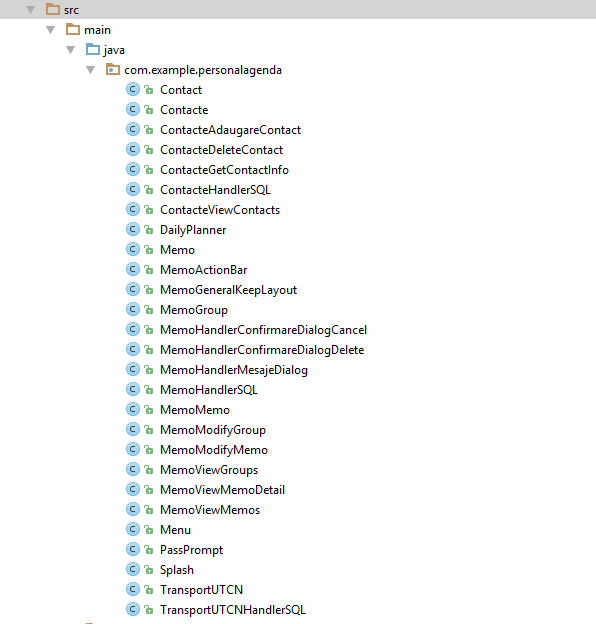 src
main
java
com.example.personalagenda
C Contact
C Contacte
C ContacteAdaugareContact
C ContacteDeleteContact
C ContacteGetContactInfo
C ContacteHandlerSQL
C ContacteViewContacts
C DailyPlanner
C Memo
C MemoActionBar
C MemoGeneralKeepLayout
C MemoGroup
C MemoHandlerConfirmareDialogCancel
C MemoHandlerConfirmareDialogDelete
C MemoHandlerMesajeDialog
C MemoHandlerSQL
C MemoMemo
C MemoModifyGroup
C MemoModifyMemo
C MemoViewGroups
C MemoViewMemoDetail
C MemoViewMemos
C Menu
C PassPrompt
C Splash
C TransportUTCN
C TransportUTCNHandlerSQL